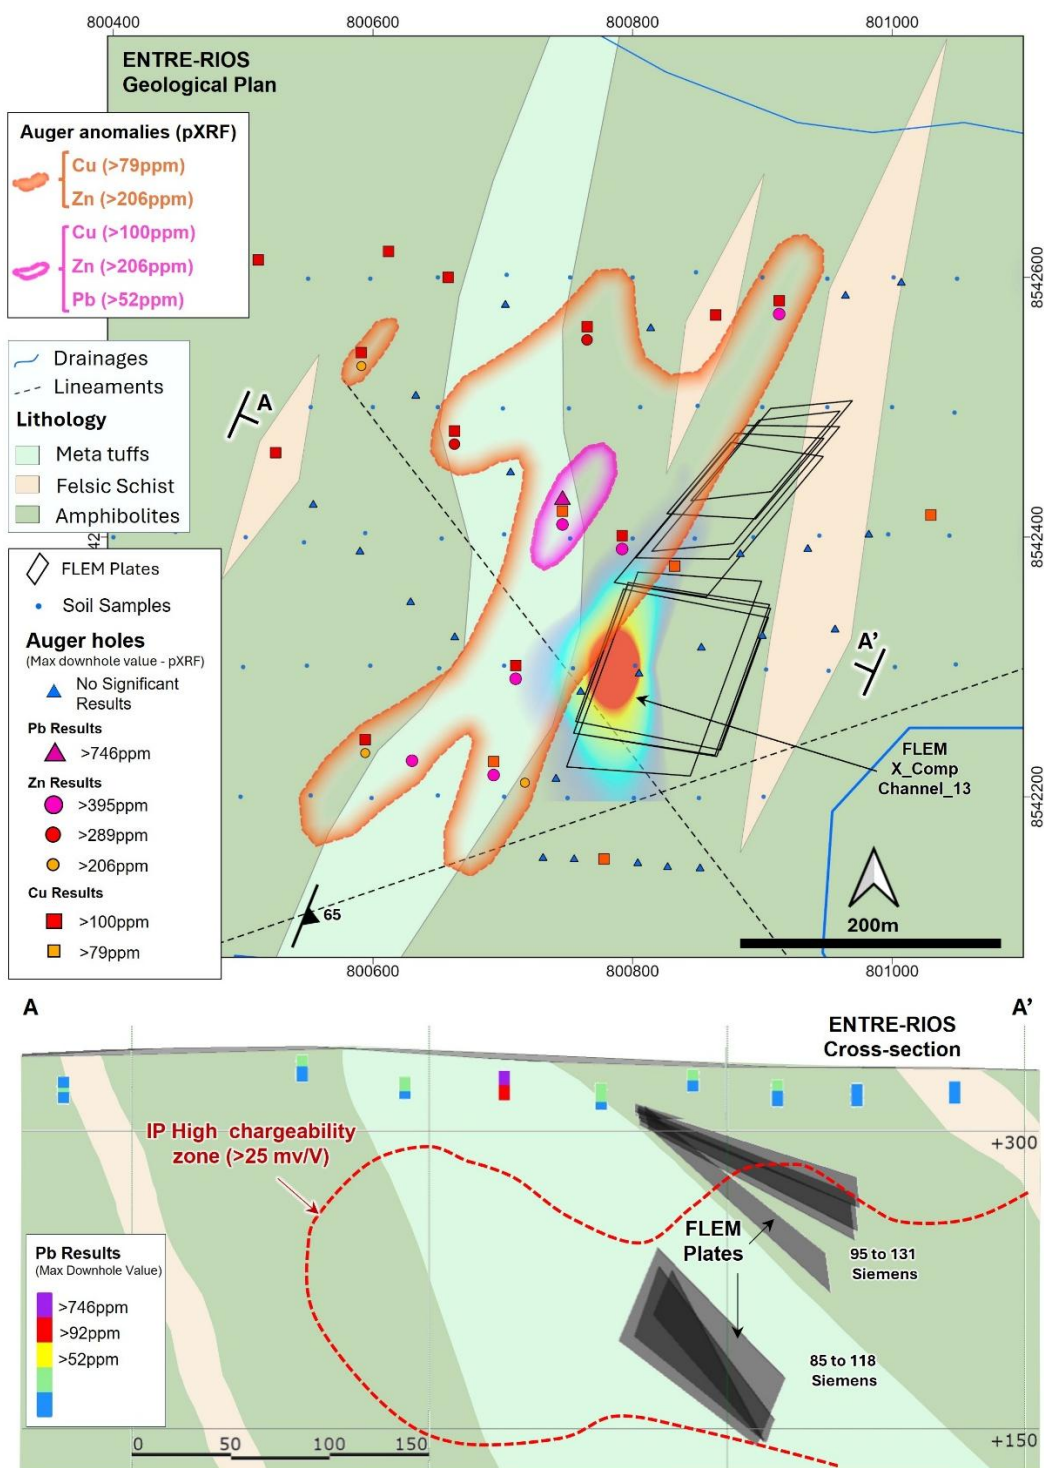 800400
800600
800800
801000
ENTRE-RIOS
Geological Plan
Auger anomalies (pXRF)
Cu (>79ppm)
Zn (>206ppm)
Cu (>100ppm)
Zn (>206ppm)
Pb (>52ppm)
8542600
Drainages
Lineaments
Lithology
Meta tuffs
Felsic Schist
Amphibolites
A
8542400
FLEM Plates
Soil Samples
Auger holes
(Max downhole value - pXRF)
No Significant
Results
Pb Results
>746ppm
Zn Results
>395ppm
>289ppm
>206ppm
Cu Results
>100ppm
>79ppm
A'
FLEM
X_Comp
Channel_13
8542200
65
200m
800600
800800
801000
A
A'
ENTRE-RIOS
Cross-section
IP High chargeability
zone (>25 mv/V)
+300
FLEM
Plates
95 to 131
Siemens
Pb Results
(Max Downhole Value)
>746ppm
>92ppm
>52ppm
85 to 118
Siemens
0
50
100
150
+150